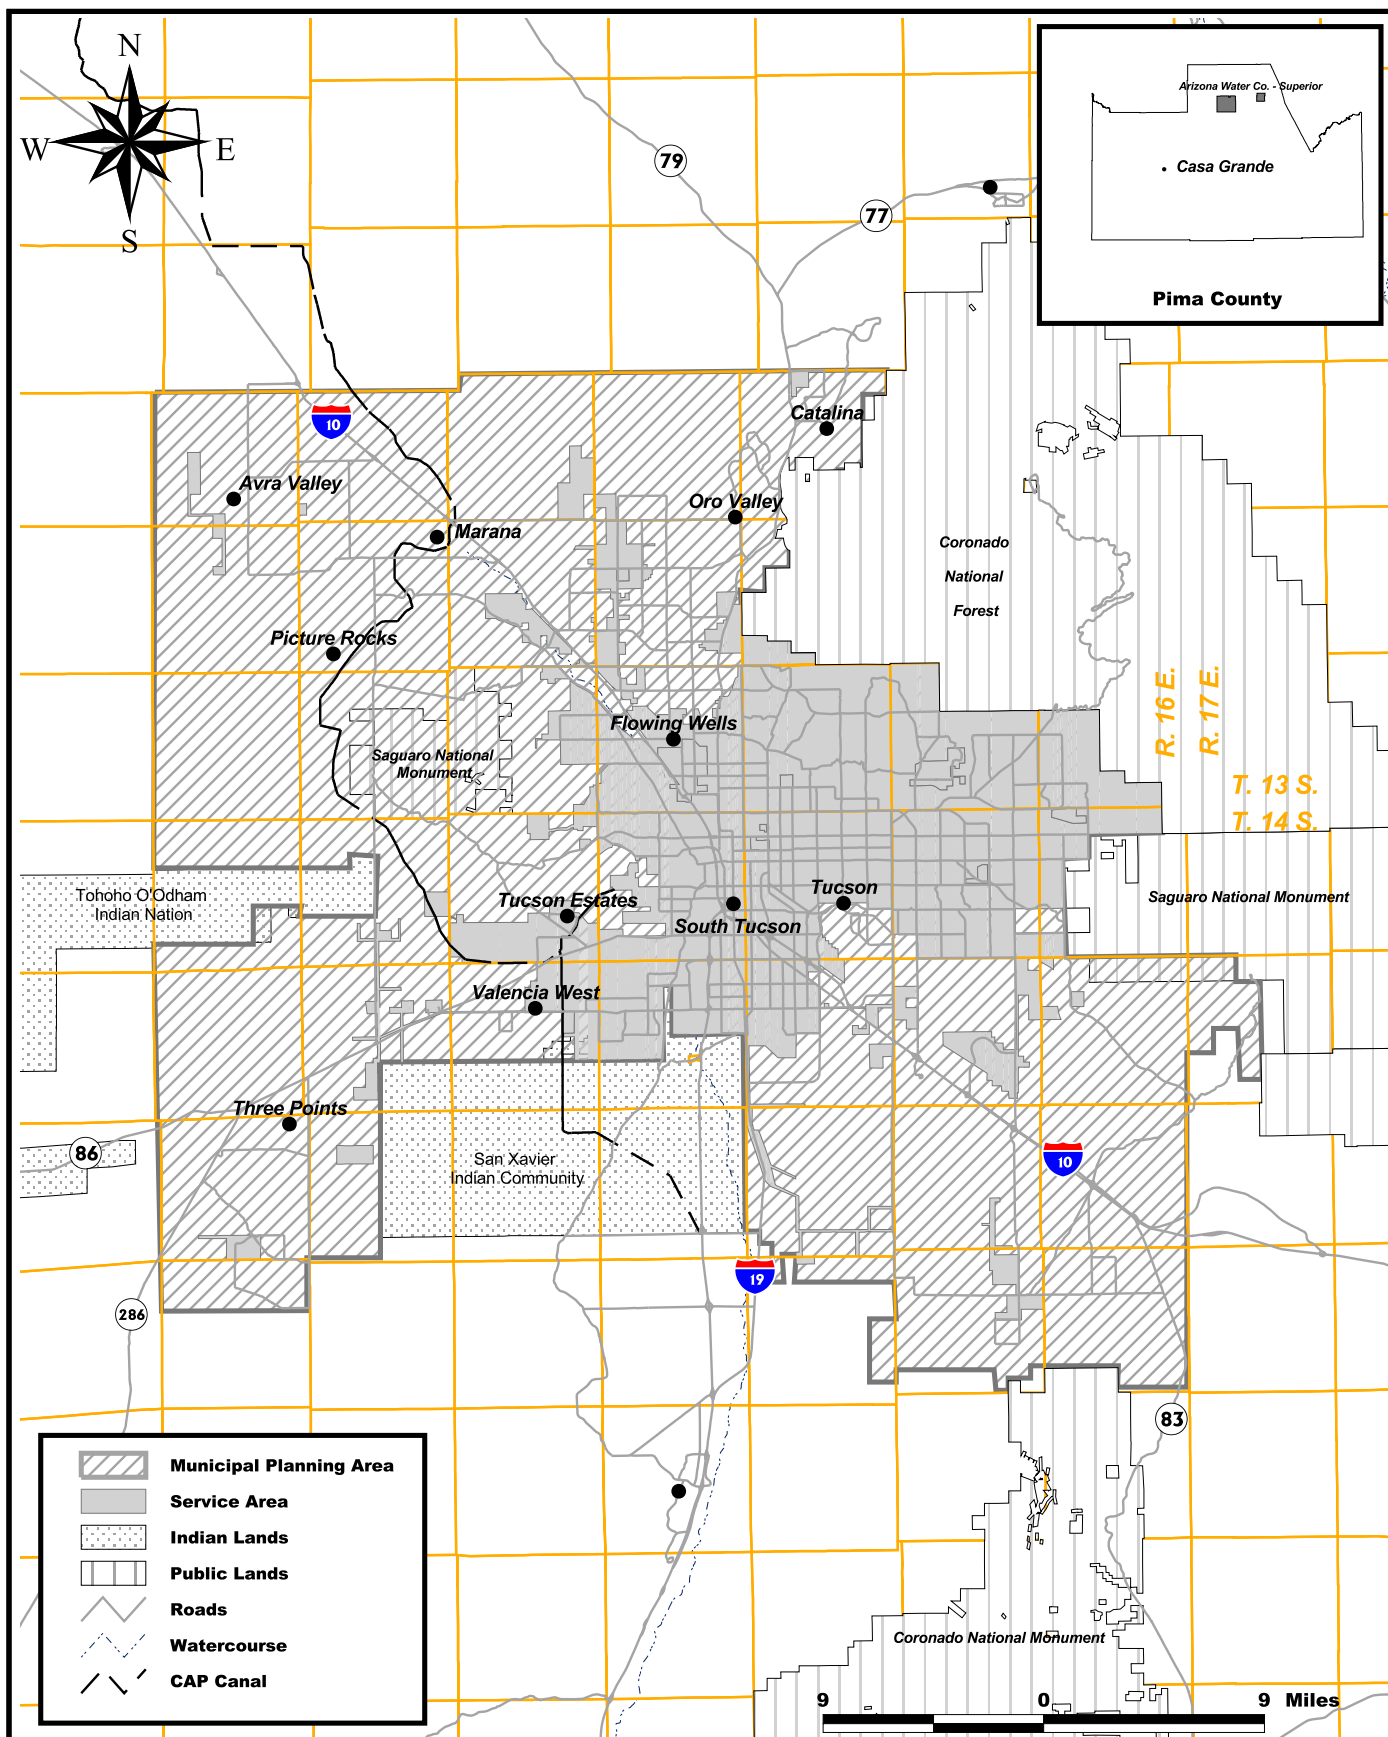 N
W
E
S
79
77
Arizona Water Co. - Superior
Casa Grande
Pima County
10
Catalina
Avra Valley
Oro Valley
Marana
Coronado
National
Forest
Picture Rocks
R. 16 E.
R. 17 E.
Flowing Wells
Saguaro National
Monument
T. 13 S.
T. 14 S.
Tohoho O'Odham
Indian Nation
Tucson Estates
Tucson
South Tucson
Saguaro National Monument
Valencia West
Three Points
86
San Xavier
Indian Community
10
19
286
83
Municipal Planning Area
Service Area
Indian Lands
Public Lands
Roads
Watercourse
CAP Canal
Coronado National Monument
9 0 9 Miles